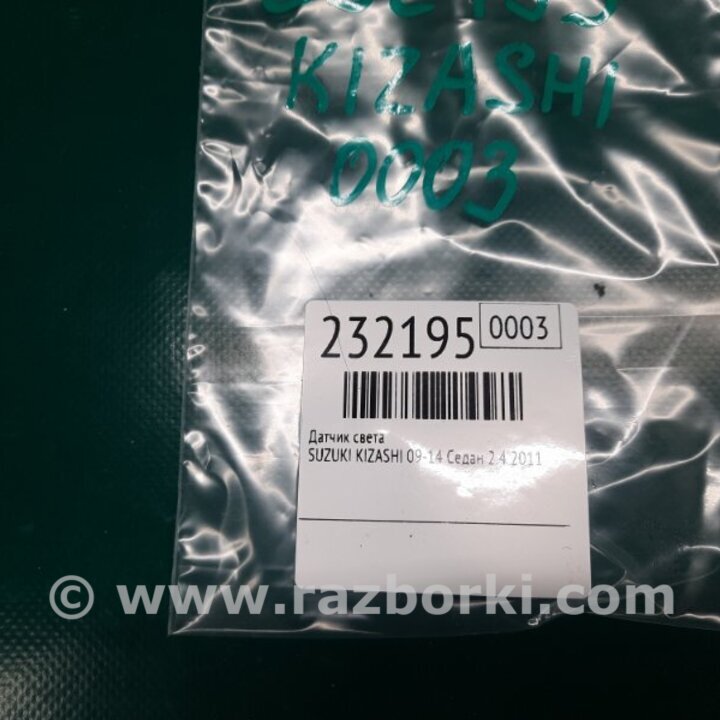 KIZASHI
0003
232195 0003
Датчик света
SUZUKI KIZASHI 09-14 Седан 2.4 2011
© www.razborki.com